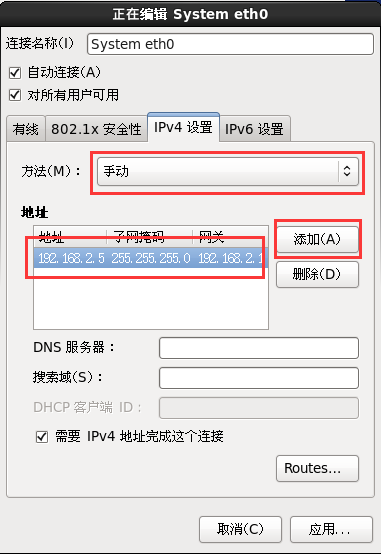 正在编辑 System eth0
连接名称(I) System eth0
自动连接(A)
对所有用户可用
有线 802.1x 安全性 IPv4 设置 IPv6 设置
方法(M)： 手动
地址
地址 子网掩码 网关 添加(A)
192.168.2.5 255.255.255.0 192.168.2.1
删除(D)
DNS 服务器：
搜索域(S)：
DHCP 客户端 ID：
需要 IPv4 地址完成这个连接
Routes...
取消(C) 应用...